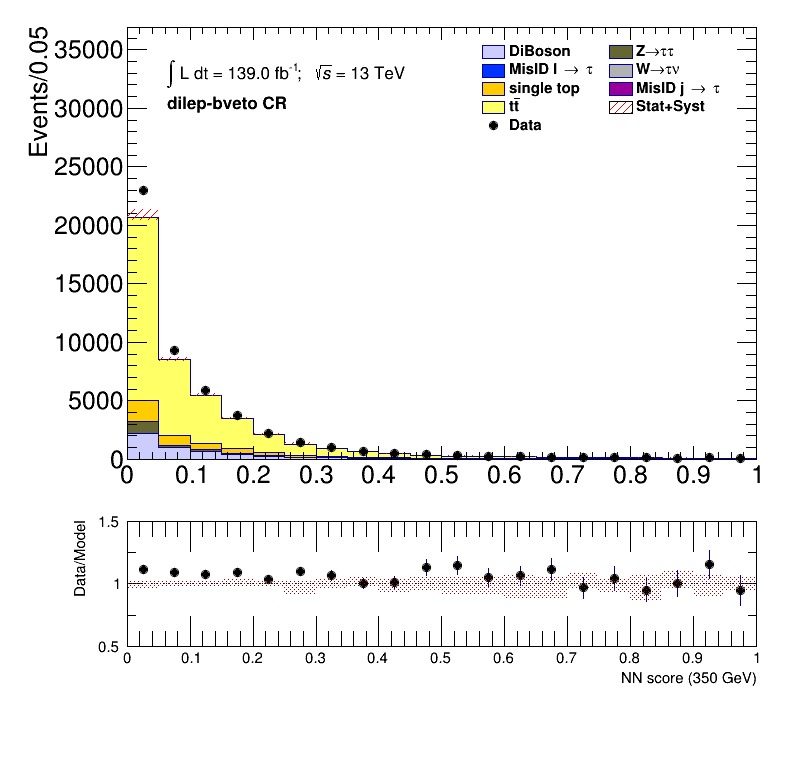 Events/0.05
35000
30000
25000
20000
15000
10000
5000
0
∫ L dt = 139.0 fb⁻¹; √s = 13 TeV
dilep-bveto CR
DiBoson
MisID l → τ
single top
tt̄
Data
Z→ττ
W→τν
MisID j → τ
Stat+Syst
0 0.1 0.2 0.3 0.4 0.5 0.6 0.7 0.8 0.9 1
Data/Model
1.5
1
0.5
0 0.1 0.2 0.3 0.4 0.5 0.6 0.7 0.8 0.9 1
NN score (350 GeV)